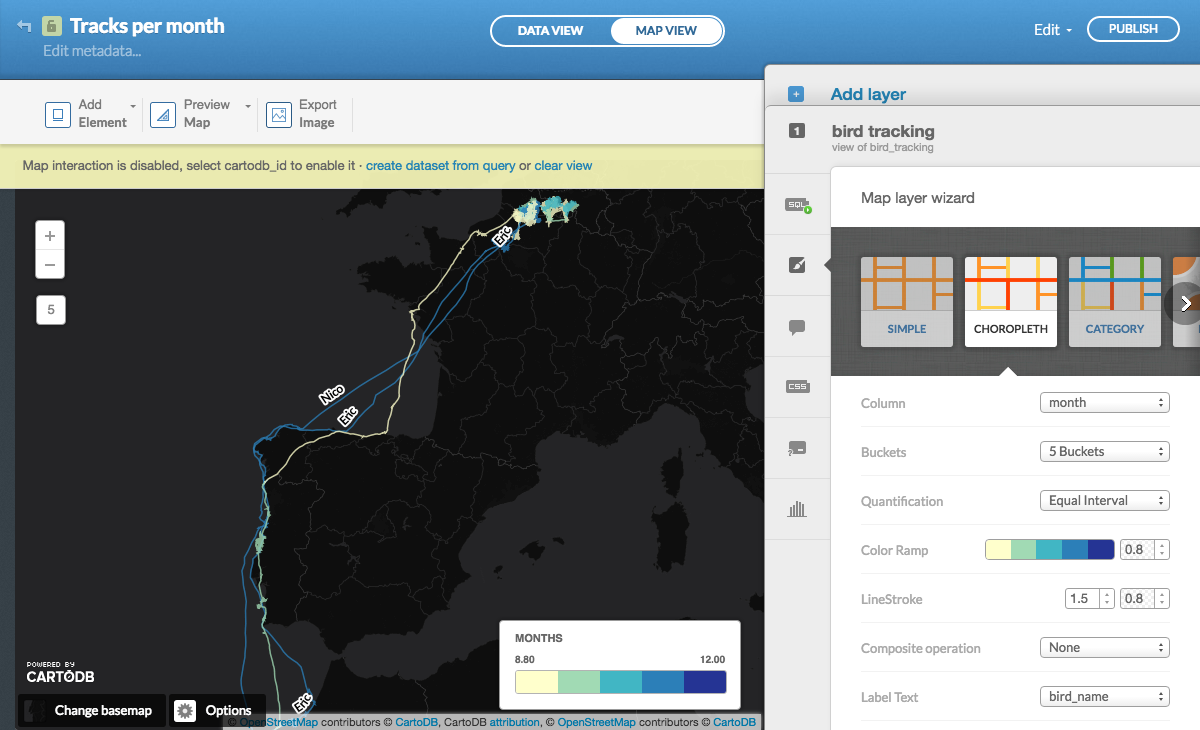 Tracks per month
Edit metadata...
DATA VIEW
MAP VIEW
Edit
PUBLISH
Add
Element
Preview
Map
Export
Image
Add layer
1
bird tracking
view of bird_tracking
Map interaction is disabled, select cartodb_id to enable it · create dataset from query or clear view
Map layer wizard
SQL
CSS
+
−
5
SIMPLE
CHOROPLETH
CATEGORY
Column
month
Buckets
5 Buckets
Quantification
Equal Interval
Color Ramp
0.8
LineStroke
1.5
0.8
Composite operation
None
Label Text
bird_name
Eric
Nico
Eric
Eric
MONTHS
8.80
12.00
POWERED BY
CARTODB
Change basemap
Options
© OpenStreetMap contributors © CartoDB, CartoDB attribution, © OpenStreetMap contributors © CartoDB